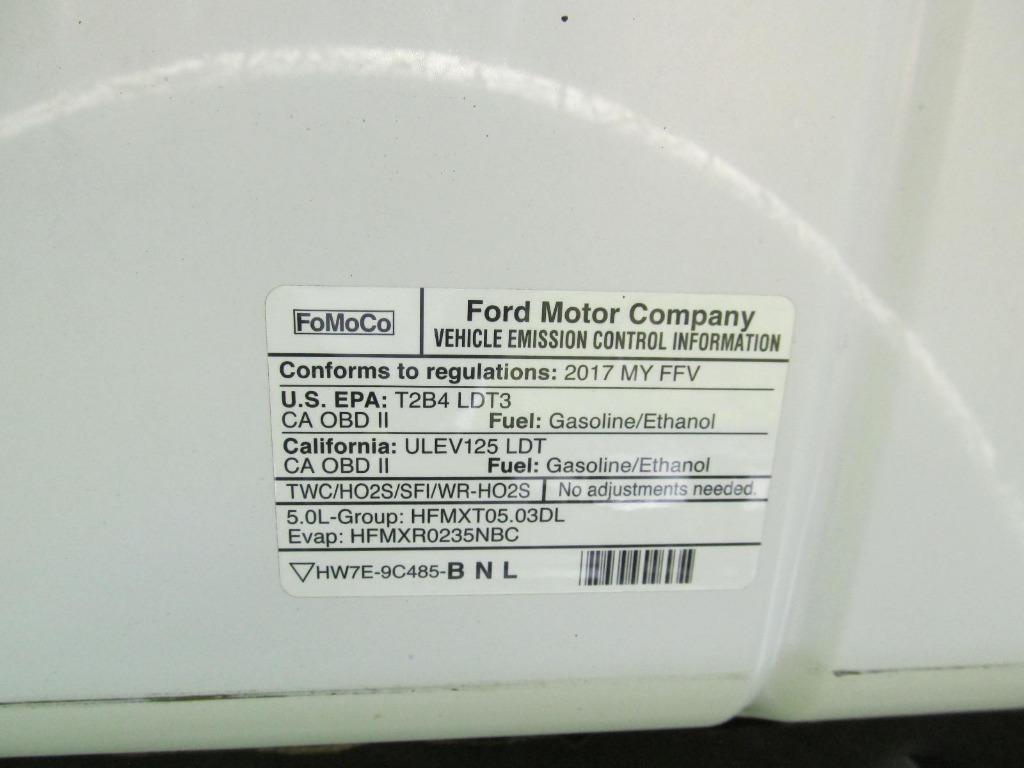 FoMoCo
Ford Motor Company
VEHICLE EMISSION CONTROL INFORMATION
Conforms to regulations: 2017 MY FFV
U.S. EPA: T2B4 LDT3
CA OBD II Fuel: Gasoline/Ethanol
California: ULEV125 LDT
CA OBD II Fuel: Gasoline/Ethanol
TWC/HO2S/SFI/WR-HO2S No adjustments needed.
5.0L-Group: HFMXT05.03DL
Evap: HFMXR0235NBC
HW7E-9C485-B N L